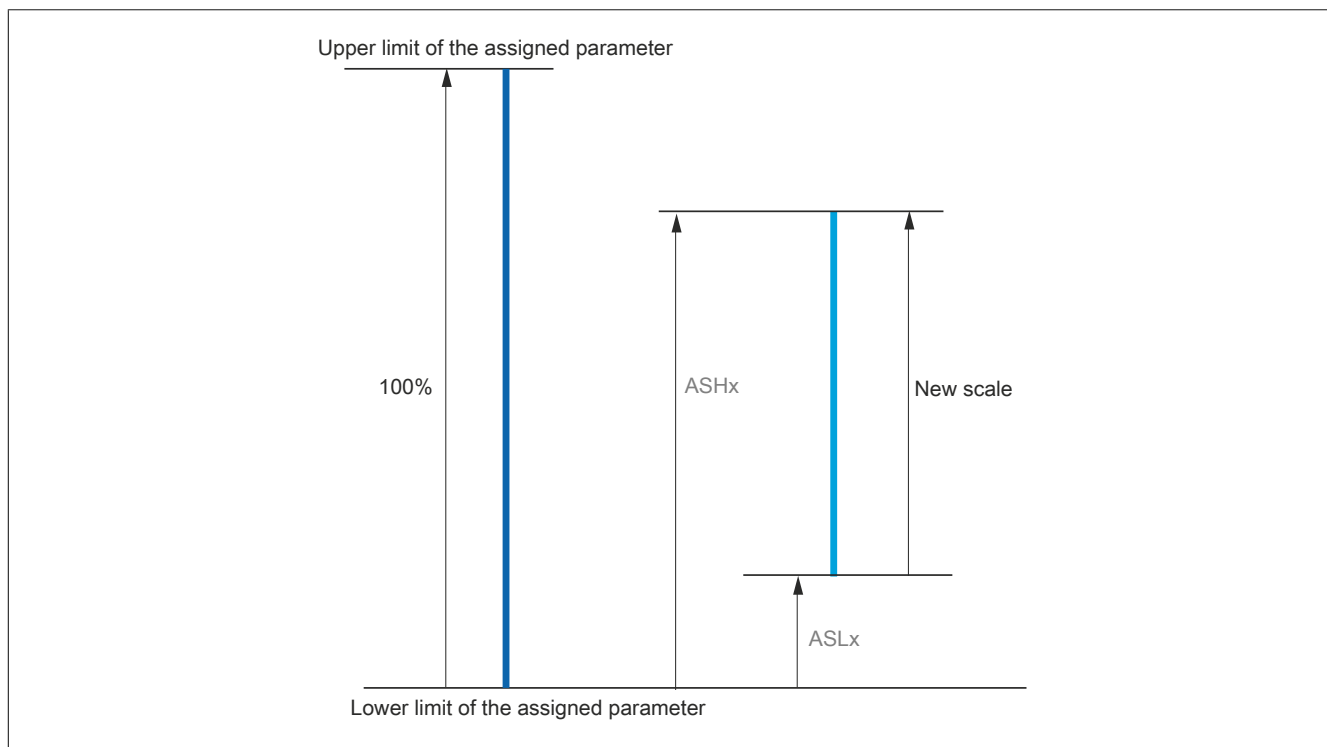 Upper limit of the assigned parameter
100%
ASHx
New scale
ASLx
Lower limit of the assigned parameter